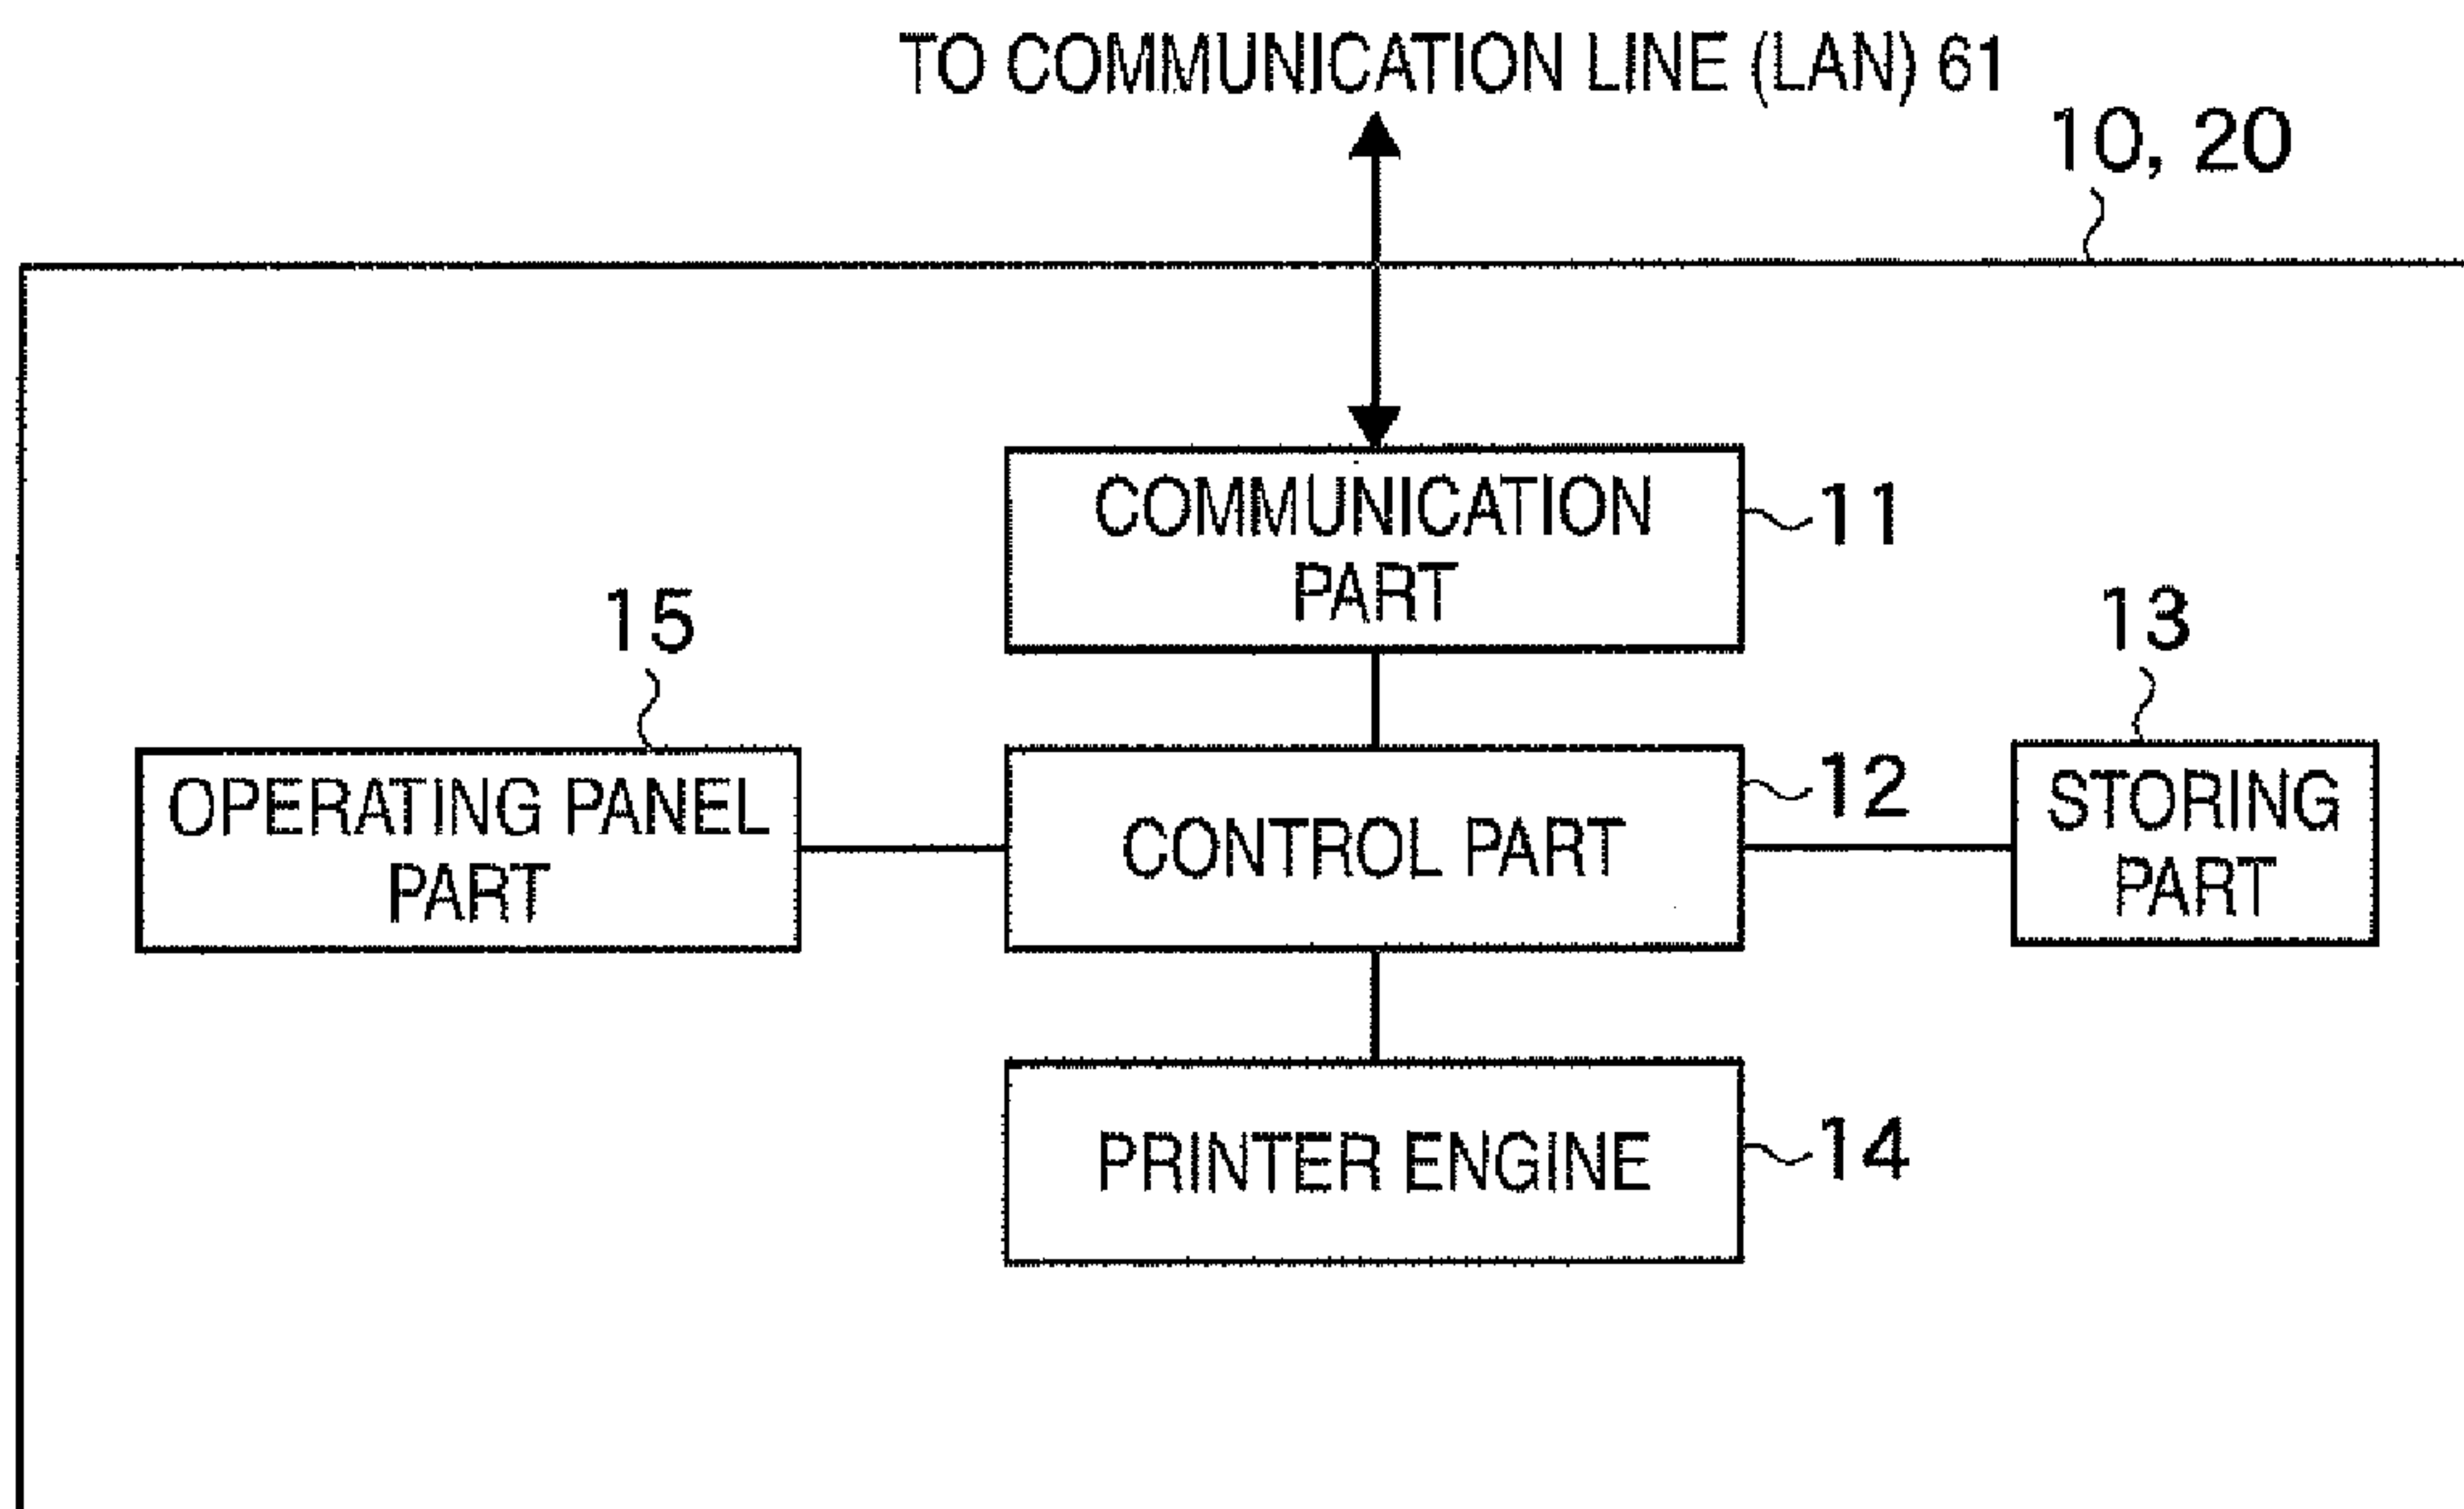 TO COMMUNICATION LINE (LAN) 61
10, 20
COMMUNICATION
PART
11
15
13
OPERATING PANEL
PART
CONTROL PART
12
STORING
PART
PRINTER ENGINE
14